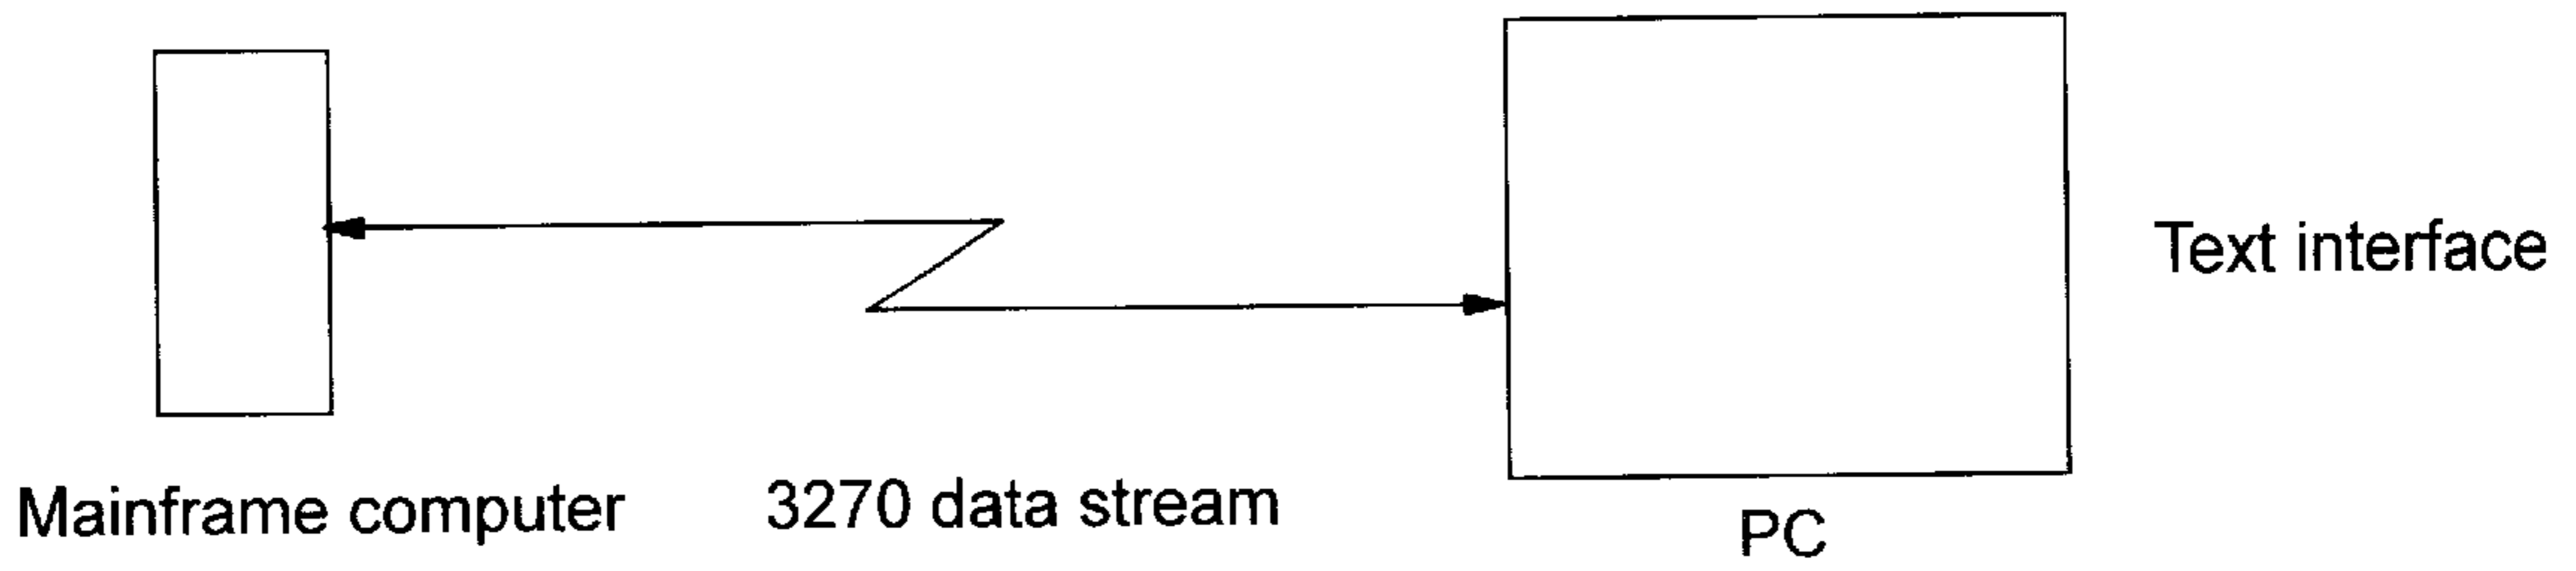 Text interface
Mainframe computer
3270 data stream
PC